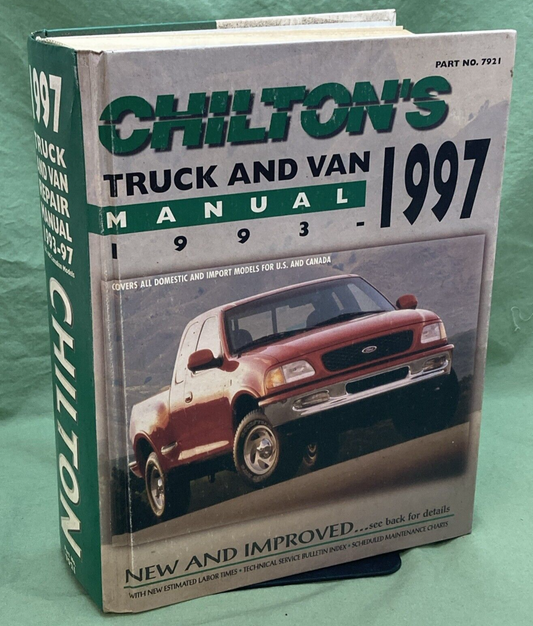 PART NO. 7921
CHILTON'S
TRUCK AND VAN
MANUAL
1993-1997
COVERS ALL DOMESTIC AND IMPORT MODELS FOR U.S. AND CANADA
Ford
NEW AND IMPROVED...see back for details
WITH NEW ESTIMATED LABOR TIMES • TECHNICAL SERVICE BULLETIN INDEX • SCHEDULED MAINTENANCE CHARTS
1997
TRUCK
AND VAN
REPAIR
MANUAL
1993-97
Models
CHILTON